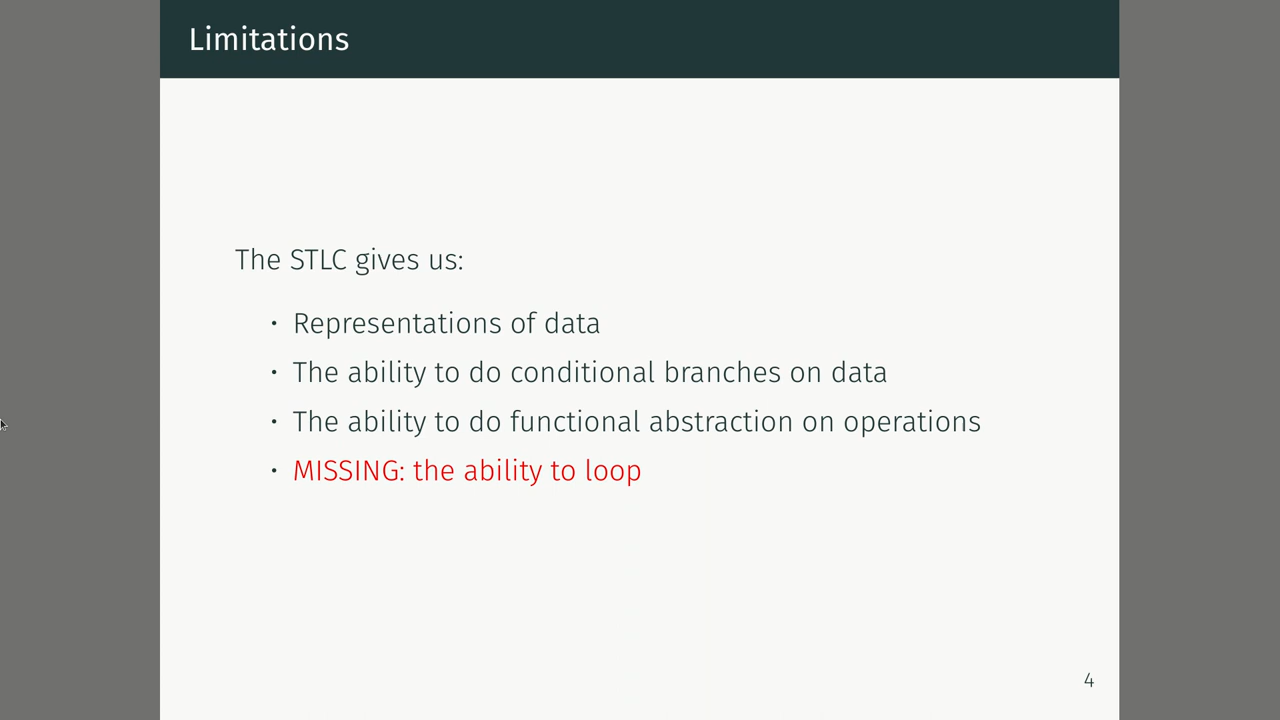 Limitations
The STLC gives us:
• Representations of data
• The ability to do conditional branches on data
• The ability to do functional abstraction on operations
• MISSING: the ability to loop
4